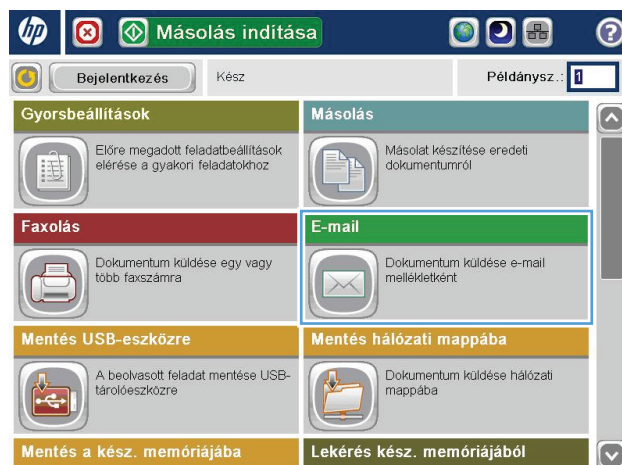 hp
Másolás indítása
?
Bejelentkezés
Kész
Példánysz.: 1
Gyorsbeállítások
Előre megadott feladatbeállítások
elérése a gyakori feladatokhoz
Másolás
Másolat készítése eredeti
dokumentumról
Faxolás
Dokumentum küldése egy vagy
több faxszámra
E-mail
Dokumentum küldése e-mail
mellékletként
Mentés USB-eszközre
A beolvasott feladat mentése USB-
tárolóeszközre
Mentés hálózati mappába
Dokumentum küldése hálózati
mappába
Mentés a kész. memóriájába
Lekérés kész. memóriájából